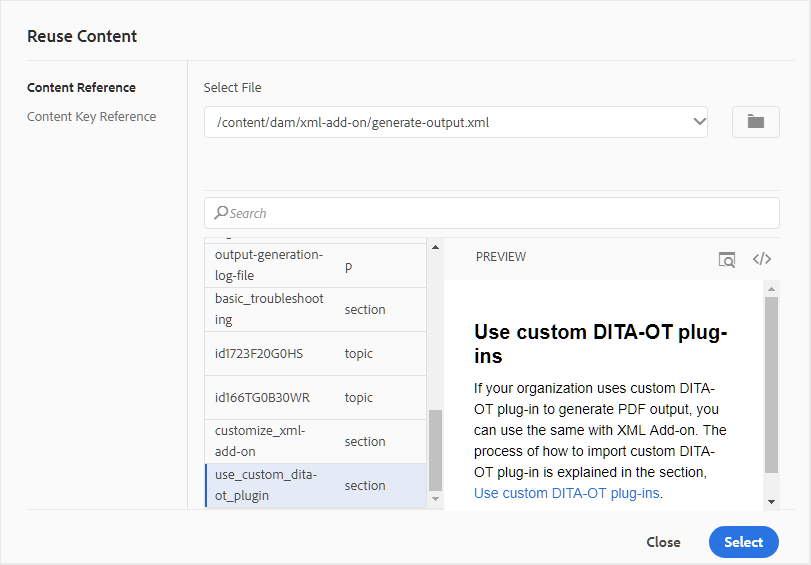 Reuse Content
Content Reference
Content Key Reference
Select File
/content/dam/xml-add-on/generate-output.xml
Search
output-generation-
log-file
p
basic_troubleshoot
ing
section
id1723F20G0HS
topic
id166TG0B30WR
topic
customize_xml-
add-on
section
use_custom_dita-
ot_plugin
section
PREVIEW
</>
Use custom DITA-OT plug-
ins
If your organization uses custom DITA-
OT plug-in to generate PDF output, you
can use the same with XML Add-on. The
process of how to import custom DITA-
OT plug-in is explained in the section,
Use custom DITA-OT plug-ins.
Close
Select